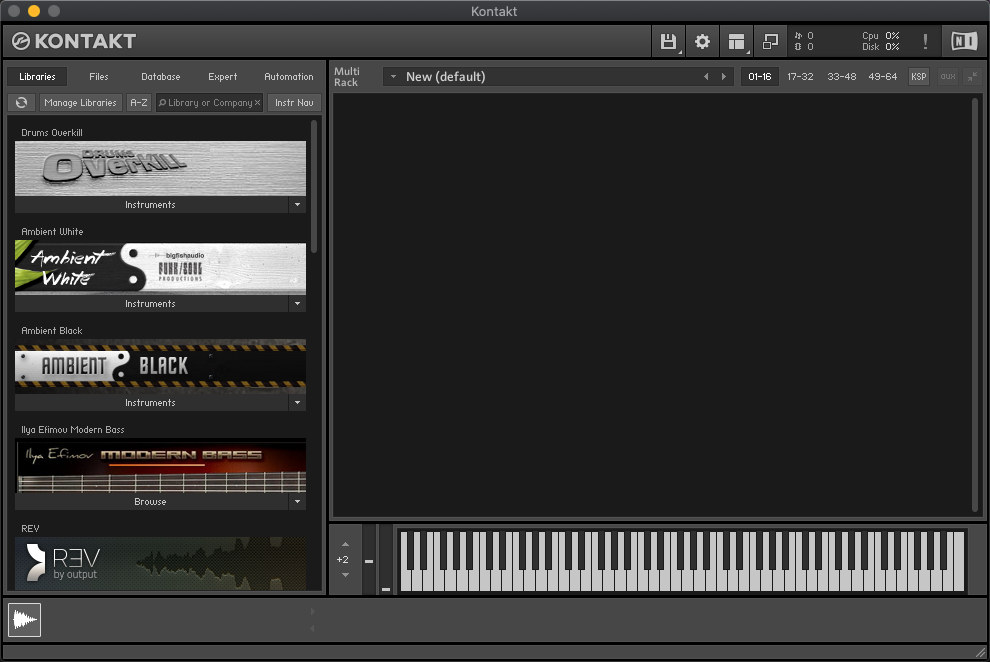 Kontakt
KONTAKT
0
0
Cpu 0%
Disk 0%
!
NI
Libraries Files Database Expert Automation
Manage Libraries A-Z Library or Company × Instr Nav
Multi Rack
New (default)
01-16 17-32 33-48 49-64 KSP aux
Drums Overkill
DRUMS
OVERKILL
Instruments
Ambient White
Ambient
White
bigfishaudio
FUNK/SOUL
PRODUCTIONS
Instruments
Ambient Black
AMBIENT BLACK
Instruments
Ilya Efimov Modern Bass
Ilya Efimov MODERN BASS
Browse
REV
RƎV
by output
+2